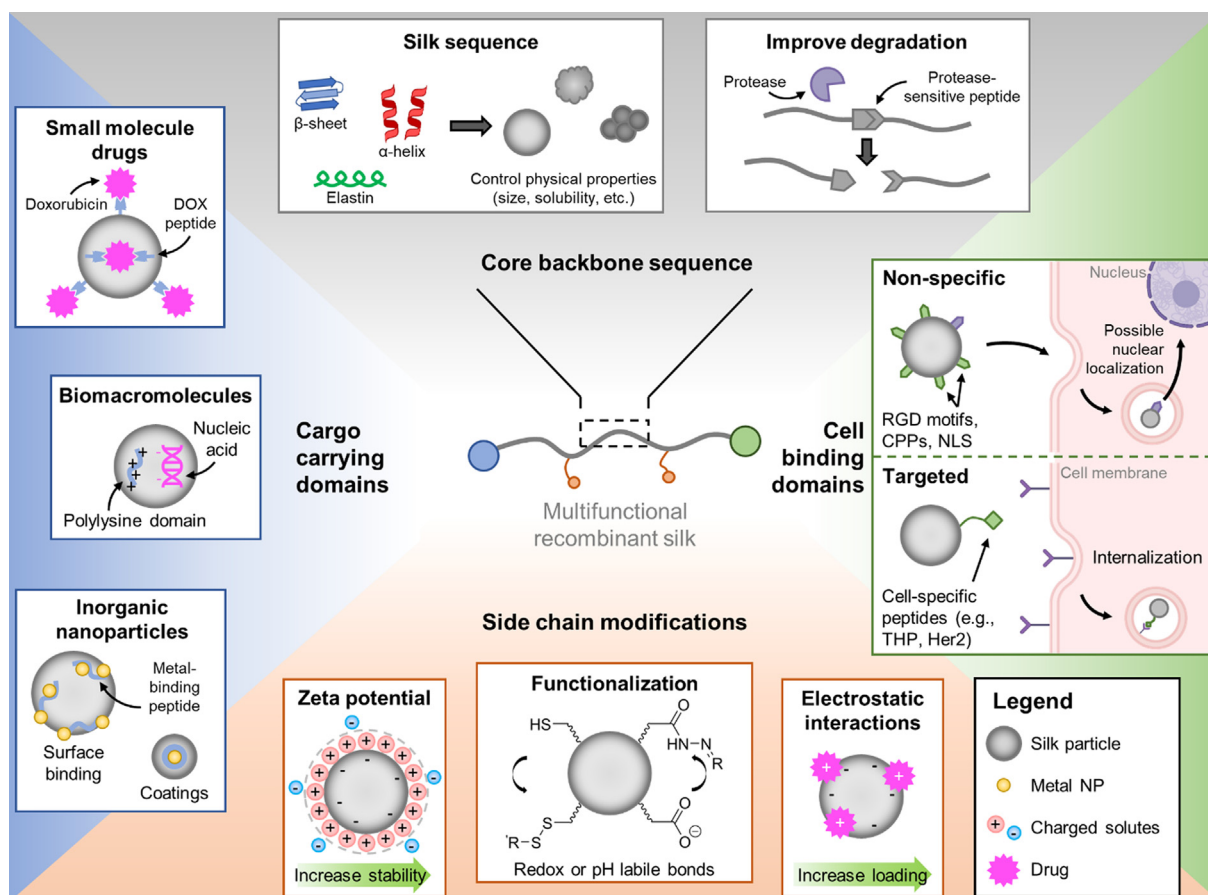 Silk sequence
β-sheet
α-helix
Elastin
Control physical properties
(size, solubility, etc.)
Improve degradation
Protease
Protease-
sensitive peptide
Small molecule
drugs
Doxorubicin
DOX
peptide
Core backbone sequence
Biomacromolecules
Nucleic
acid
+
+
+
+
-
-
Polylysine domain
Cargo
carrying
domains
Multifunctional
recombinant silk
Cell
binding
domains
Non-specific
Nucleus
Possible
nuclear
localization
RGD motifs,
CPPs, NLS
Targeted
Cell membrane
Internalization
Cell-specific
peptides (e.g.,
THP, Her2)
Inorganic
nanoparticles
Metal-
binding
peptide
Surface
binding
Coatings
Side chain modifications
Zeta potential
Increase stability
Functionalization
HS
O
HN-N
R
'R-S
S
O
O
Redox or pH labile bonds
Electrostatic
interactions
Increase loading
Legend
Silk particle
Metal NP
Charged solutes
Drug